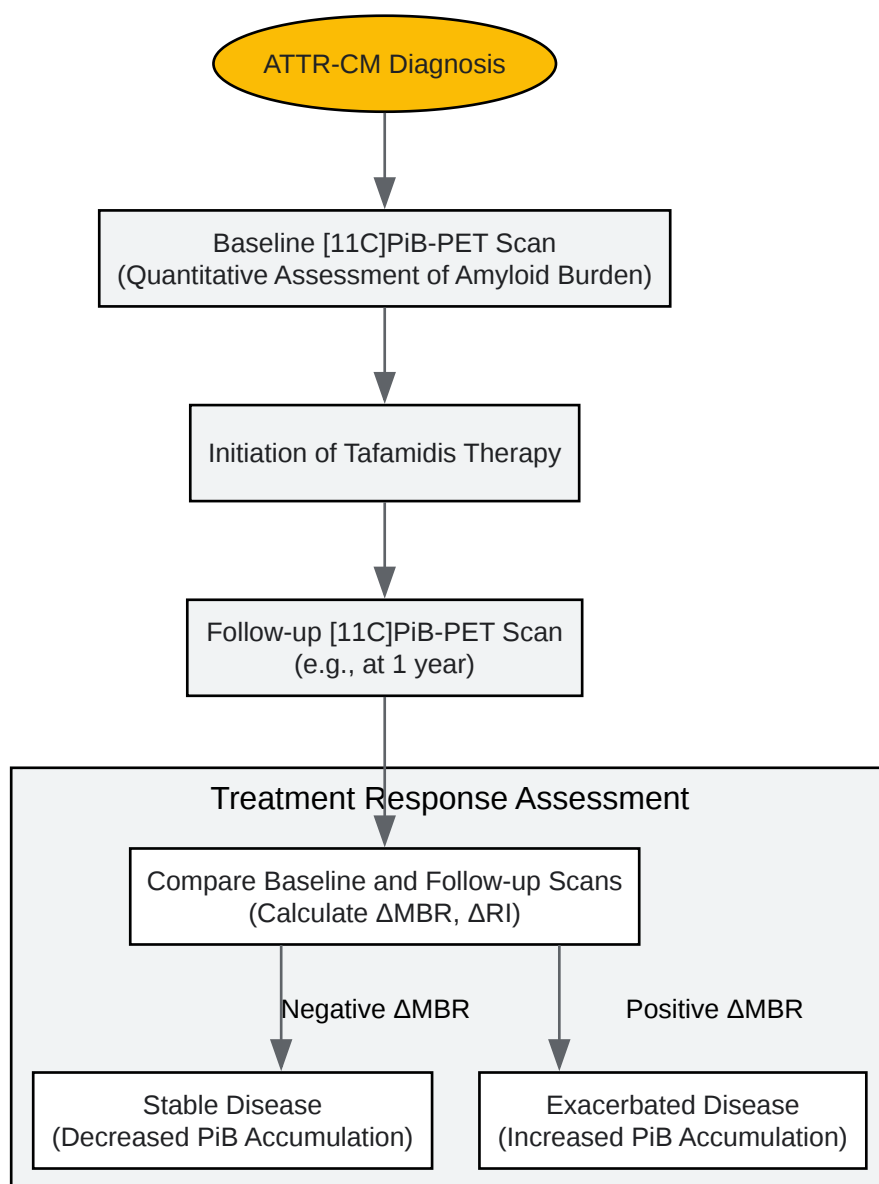 ATTR-CM Diagnosis
Baseline [11C]PiB-PET Scan
(Quantitative Assessment of Amyloid Burden)
Initiation of Tafamidis Therapy
Follow-up [11C]PiB-PET Scan
(e.g., at 1 year)
Treatment Response Assessment
Compare Baseline and Follow-up Scans
(Calculate ΔMBR, ΔRI)
Negative ΔMBR
Positive ΔMBR
Stable Disease
(Decreased PiB Accumulation)
Exacerbated Disease
(Increased PiB Accumulation)